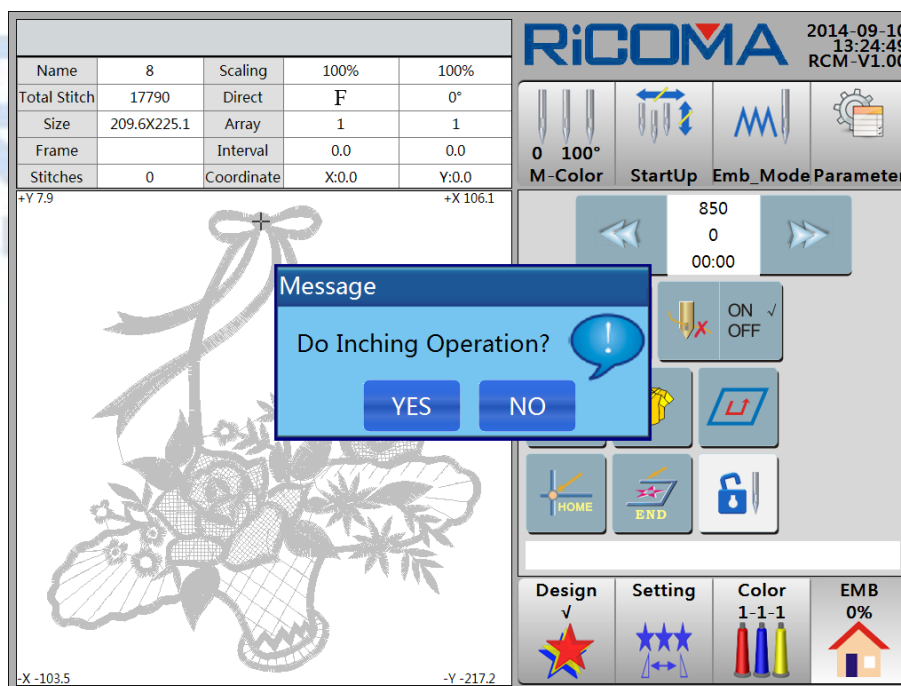 RiCOMA
2014-09-10
13:24:49
RCM-V1.00
Name 8 Scaling 100% 100%
Total Stitch 17790 Direct F 0°
Size 209.6X225.1 Array 1 1
Frame Interval 0.0 0.0
Stitches 0 Coordinate X:0.0 Y:0.0
0 100°
M-Color StartUp Emb_Mode Parameter
+Y 7.9 +X 106.1
850
0
00:00
Message
Do Inching Operation?
YES NO
ON √
OFF
HOME
END
Design Setting Color EMB
√ 1-1-1 0%
-X -103.5 -Y -217.2